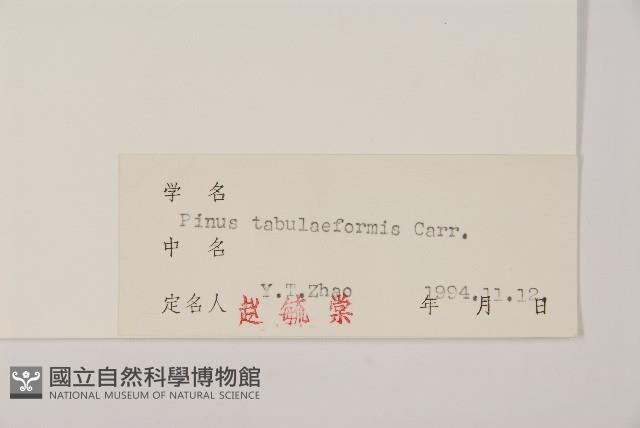 学 名
Pinus tabulaeformis Carr.
中 名
Y.T.Zhao 1994.11.12.
定名人 赵毓棠 年 月 日
國立自然科學博物館
NATIONAL MUSEUM OF NATURAL SCIENCE